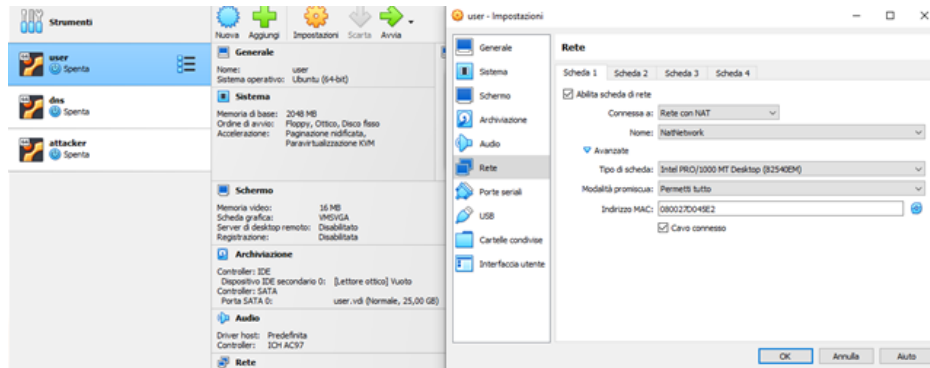 Strumenti
user
Spenta
dns
Spenta
attacker
Spenta
Nuova Aggiungi Impostazioni Scarta Avvia
Generale
Nome: user
Sistema operativo: Ubuntu (64-bit)
Sistema
Memoria di base: 2048 MB
Ordine di avvio: Floppy, Ottico, Disco fisso
Accelerazione: Paginazione nidificata,
Paravirtualizzazione KVM
Schermo
Memoria video: 16 MB
Scheda grafica: VMSVGA
Server di desktop remoto: Disabilitato
Registrazione: Disabilitata
Archiviazione
Controller: IDE
Dispositivo IDE secondario 0: [Lettore ottico] Vuoto
Controller: SATA
Porta SATA 0: user.vdi (Normale, 25,00 GB)
Audio
Driver host: Predefinita
Controller: ICH AC97
Rete
user - Impostazioni
Generale
Sistema
Schermo
Archiviazione
Audio
Rete
Porte seriali
USB
Cartelle condivise
Interfaccia utente
Rete
Scheda 1 Scheda 2 Scheda 3 Scheda 4
Abilita scheda di rete
Connessa a: Rete con NAT
Nome: NatNetwork
Avanzate
Tipo di scheda: Intel PRO/1000 MT Desktop (82540EM)
Modalità promiscua: Permetti tutto
Indirizzo MAC: 080027D045E2
Cavo connesso
OK Annulla Aiuto